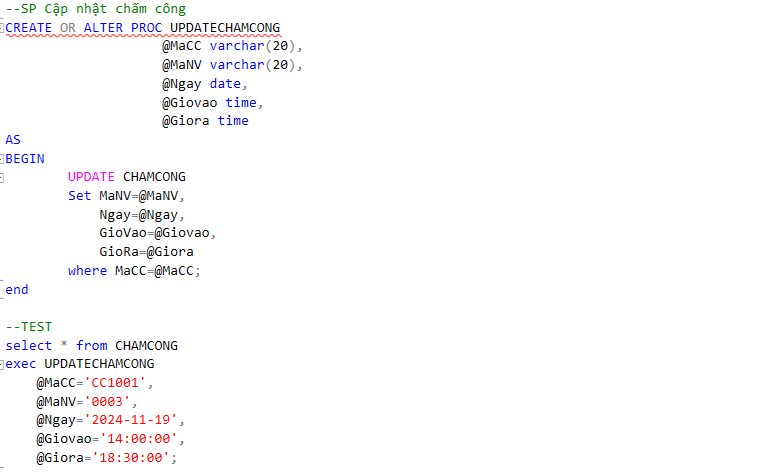 --SP Cập nhật chấm công
CREATE OR ALTER PROC UPDATECHAMCONG
@MaCC varchar(20),
@MaNV varchar(20),
@Ngay date,
@Giovao time,
@Giora time
AS
BEGIN
UPDATE CHAMCONG
Set MaNV=@MaNV,
Ngay=@Ngay,
GioVao=@Giovao,
GioRa=@Giora
where MaCC=@MaCC;
end
--TEST
select * from CHAMCONG
exec UPDATECHAMCONG
@MaCC='CC1001',
@MaNV='0003',
@Ngay='2024-11-19',
@Giovao='14:00:00',
@Giora='18:30:00';